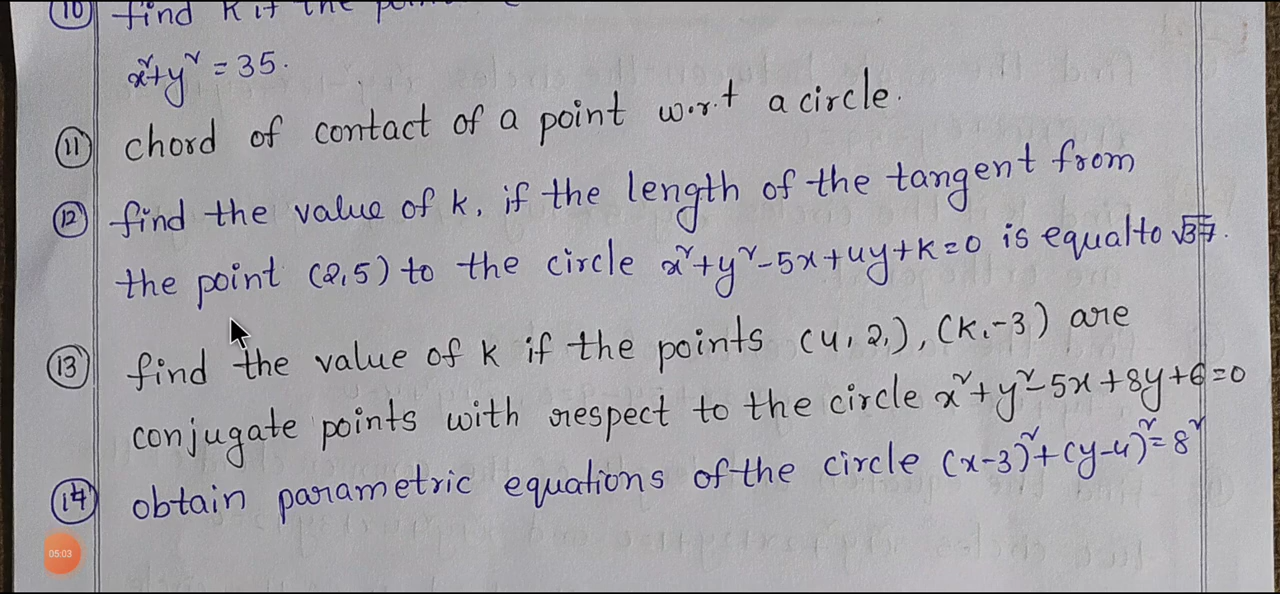 (10) find K if the
x²+y² = 35.
(11) chord of contact of a point w.r.t a circle.
(12) find the value of k, if the length of the tangent from
the point (2,5) to the circle x²+y²-5x+4y+k=0 is equal to √37.
(13) find the value of k if the points (4,2,), (k,-3) are
conjugate points with respect to the circle x²+y²-5x+8y+6=0
(14) obtain parametric equations of the circle (x-3)²+(y-4)²=8²
05:03